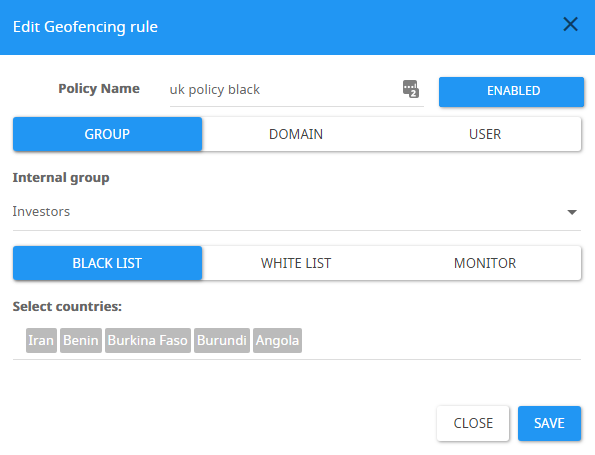 Edit Geofencing rule
Policy Name uk policy black 2 ENABLED
GROUP DOMAIN USER
Internal group
Investors
BLACK LIST WHITE LIST MONITOR
Select countries:
Iran Benin Burkina Faso Burundi Angola
CLOSE SAVE